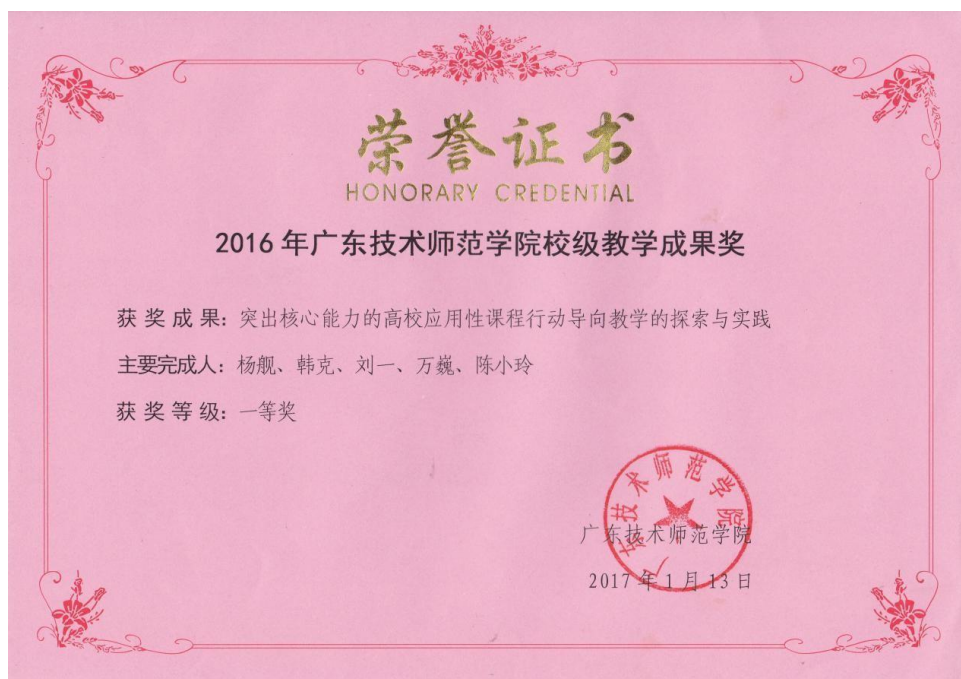 荣誉证书
HONORARY CREDENTIAL
2016年广东技术师范学院校级教学成果奖
获奖成果：突出核心能力的高校应用性课程行动导向教学的探索与实践
主要完成人：杨舰、韩克、刘一、万巍、陈小玲
获奖等级：一等奖
广东技术师范学院
广东技术师范学院
2017年1月13日